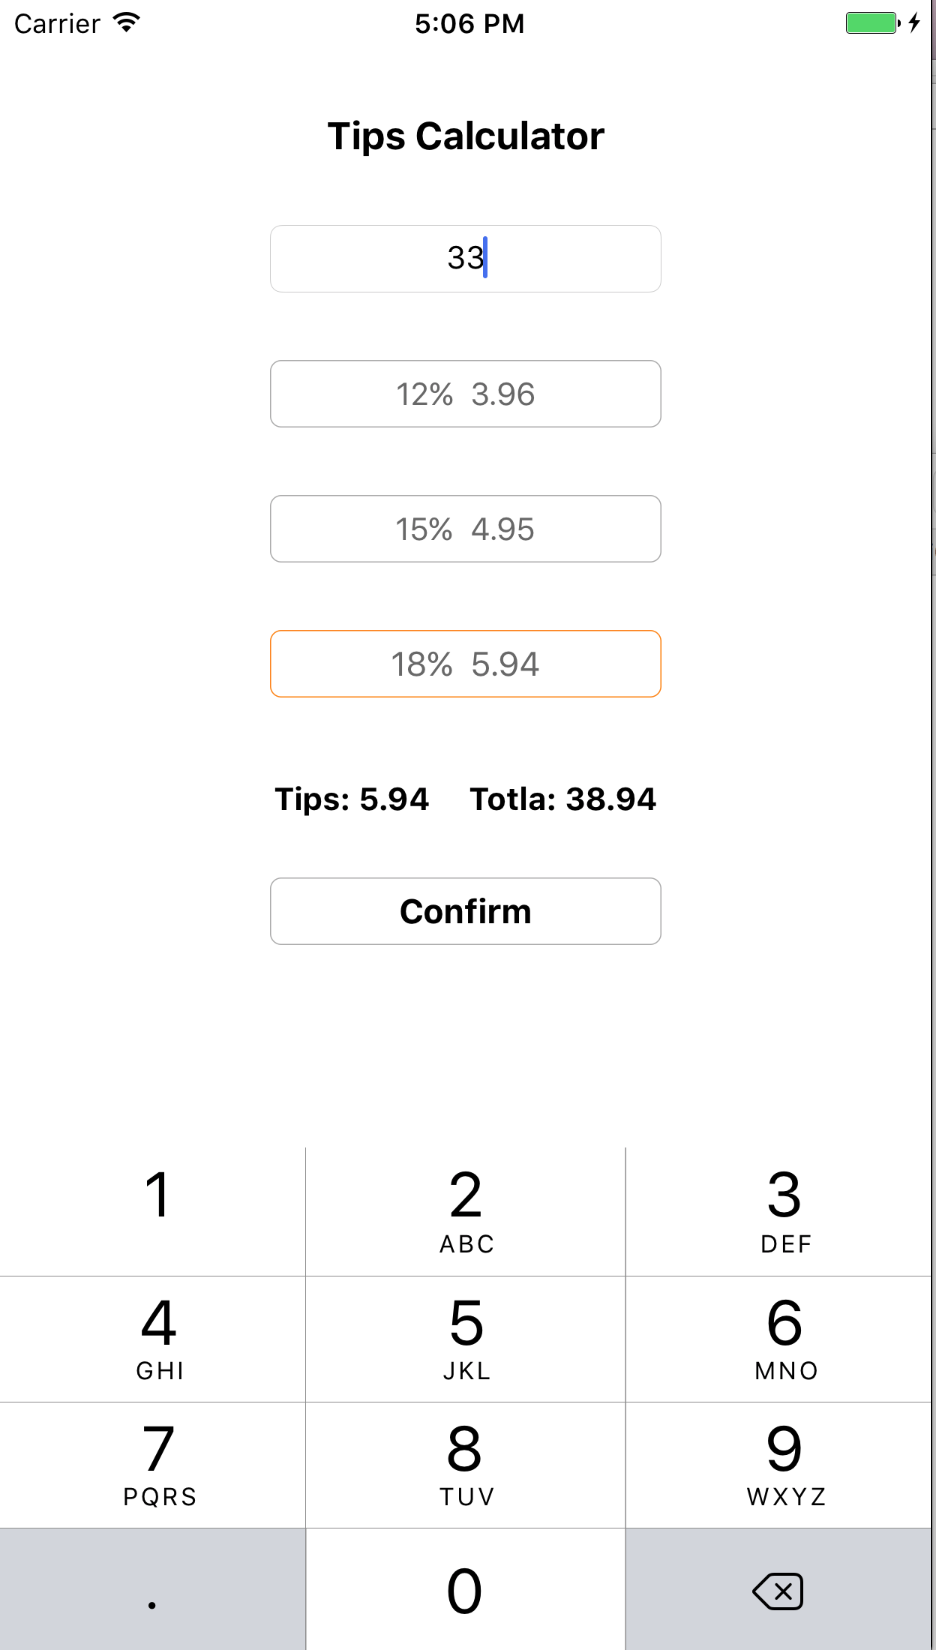 Carrier 5:06 PM
Tips Calculator
33
12% 3.96
15% 4.95
18% 5.94
Tips: 5.94 Totla: 38.94
Confirm
1 2 3
ABC DEF
4 5 6
GHI JKL MNO
7 8 9
PQRS TUV WXYZ
. 0